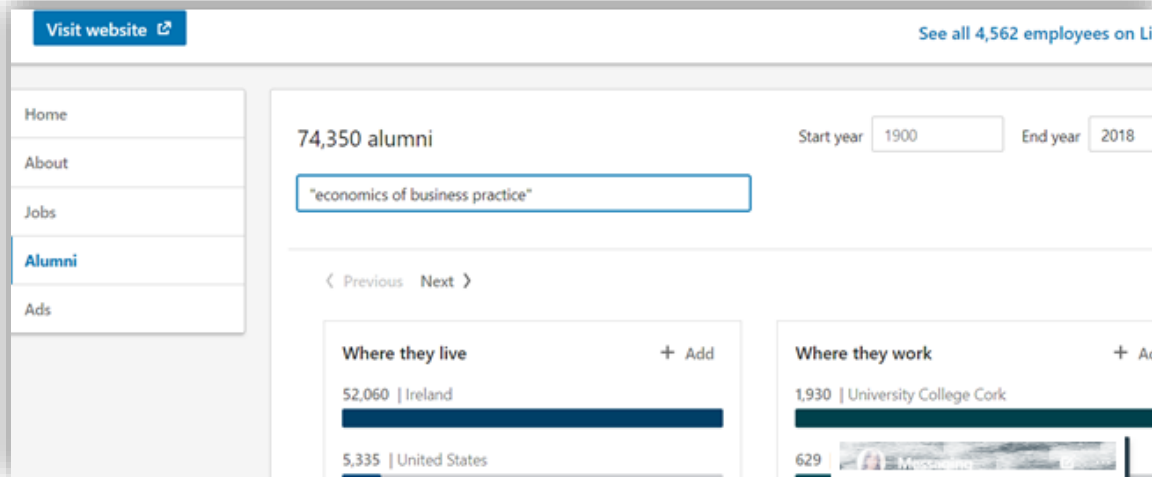 Visit website
See all 4,562 employees on Li
Home
About
Jobs
Alumni
Ads
74,350 alumni
Start year 1900 End year 2018
"economics of business practice"
Previous Next
Where they live + Add
52,060 | Ireland
5,335 | United States
Where they work + Ad
1,930 | University College Cork
629
Messaging